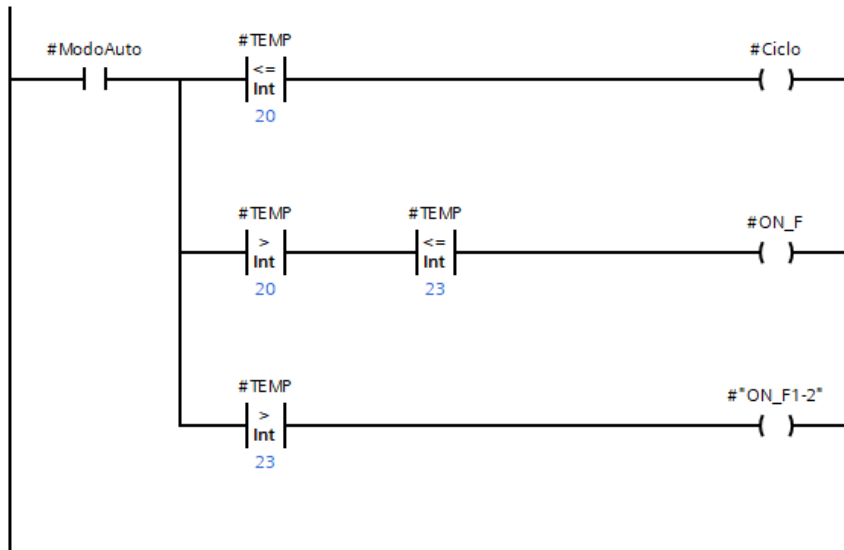 #ModoAuto
#TEMP
<=
Int
20
#Ciclo
#TEMP
>
Int
20
#TEMP
<=
Int
23
#ON_F
#TEMP
>
Int
23
#"ON_F1-2"